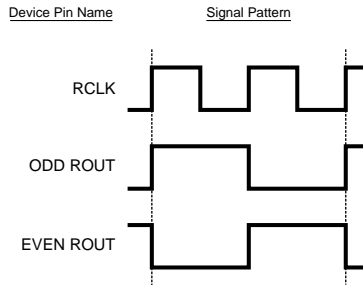 Device Pin Name Signal Pattern
RCLK
ODD ROUT
EVEN ROUT